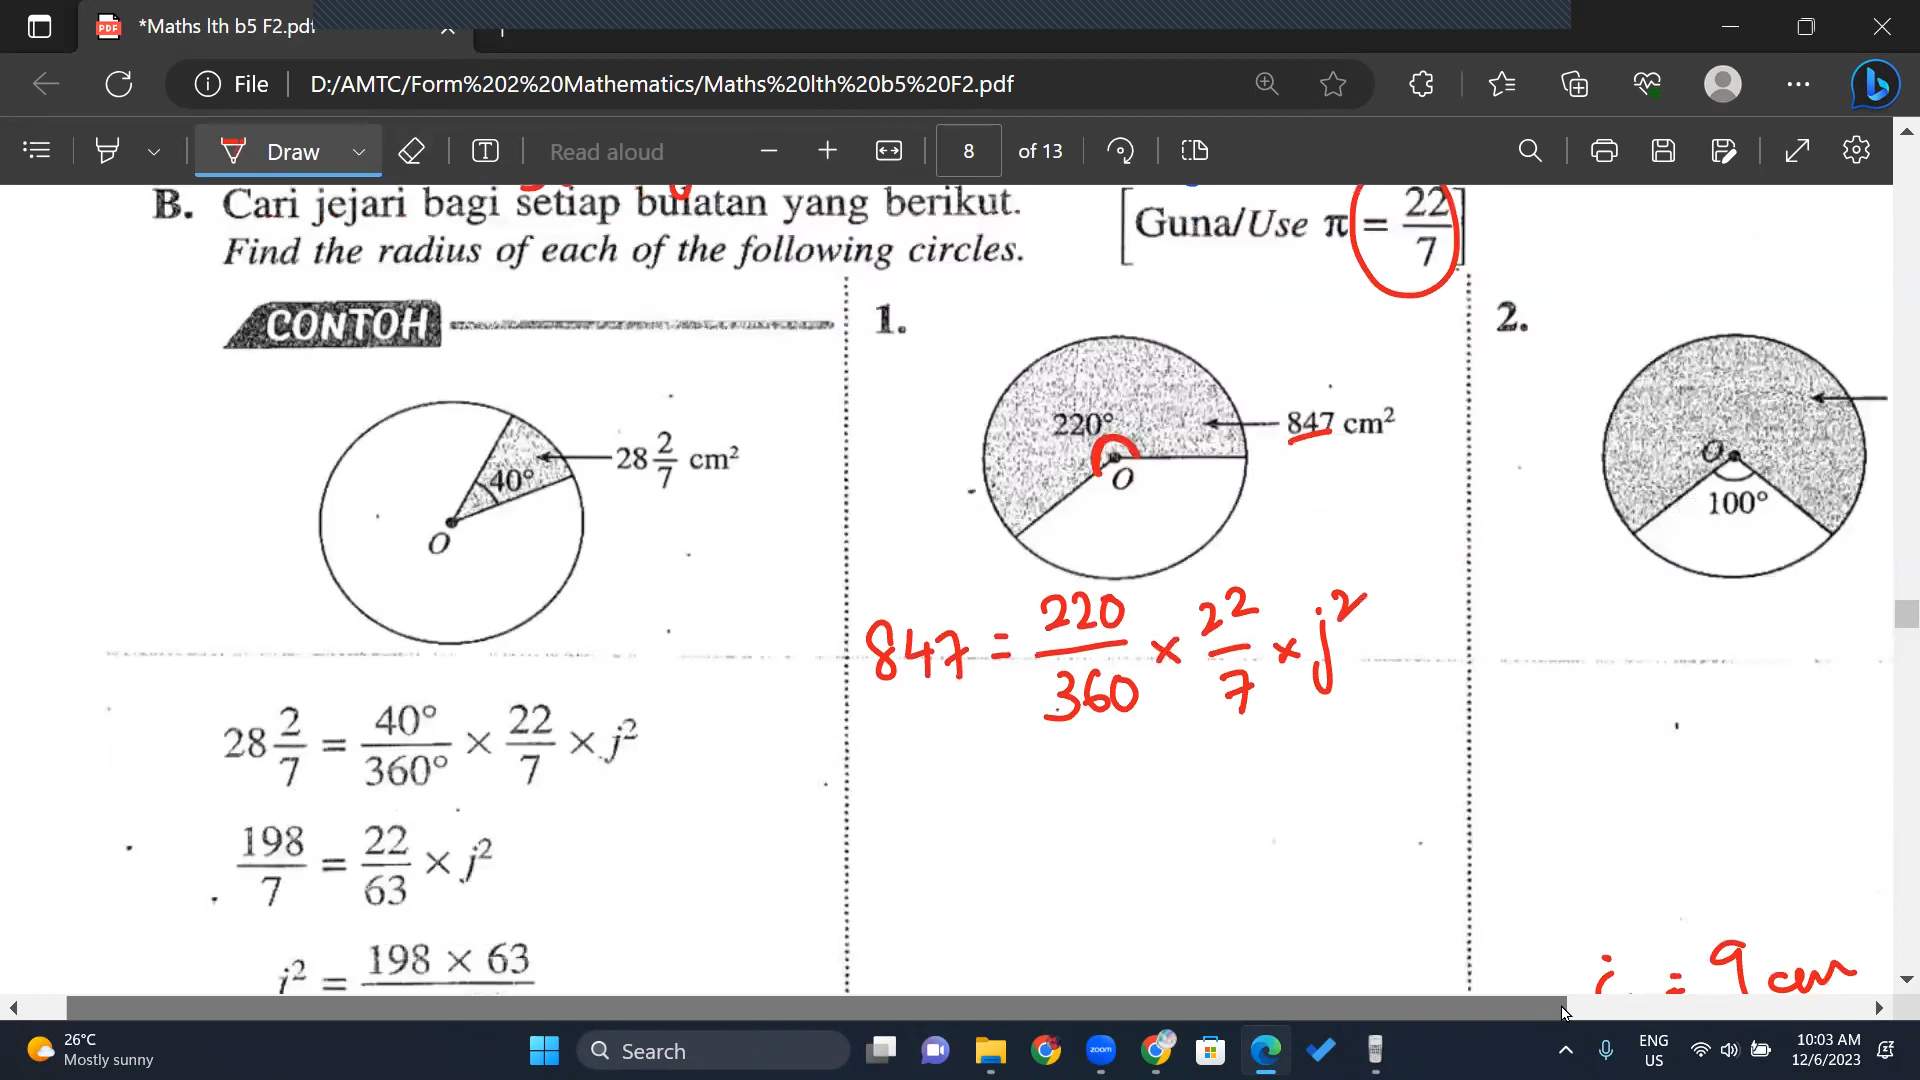 *Maths lth b5 F2.pdf
File
D:/AMTC/Form%202%20Mathematics/Maths%20lth%20b5%20F2.pdf
Draw
Read aloud
8 of 13
B. Cari jejari bagi setiap bulatan yang berikut.
Find the radius of each of the following circles.
[Guna/Use π = 22/7]
CONTOH
40°
28 2/7 cm²
O
1.
220°
847 cm²
O
2.
O
100°
847 = 220/360 × 22/7 × j²
28 2/7 = 40°/360° × 22/7 × j²
198/7 = 22/63 × j²
j² = 198 × 63
= 9 cm
26°C
Mostly sunny
Search
zoom
ENG
US
10:03 AM
12/6/2023